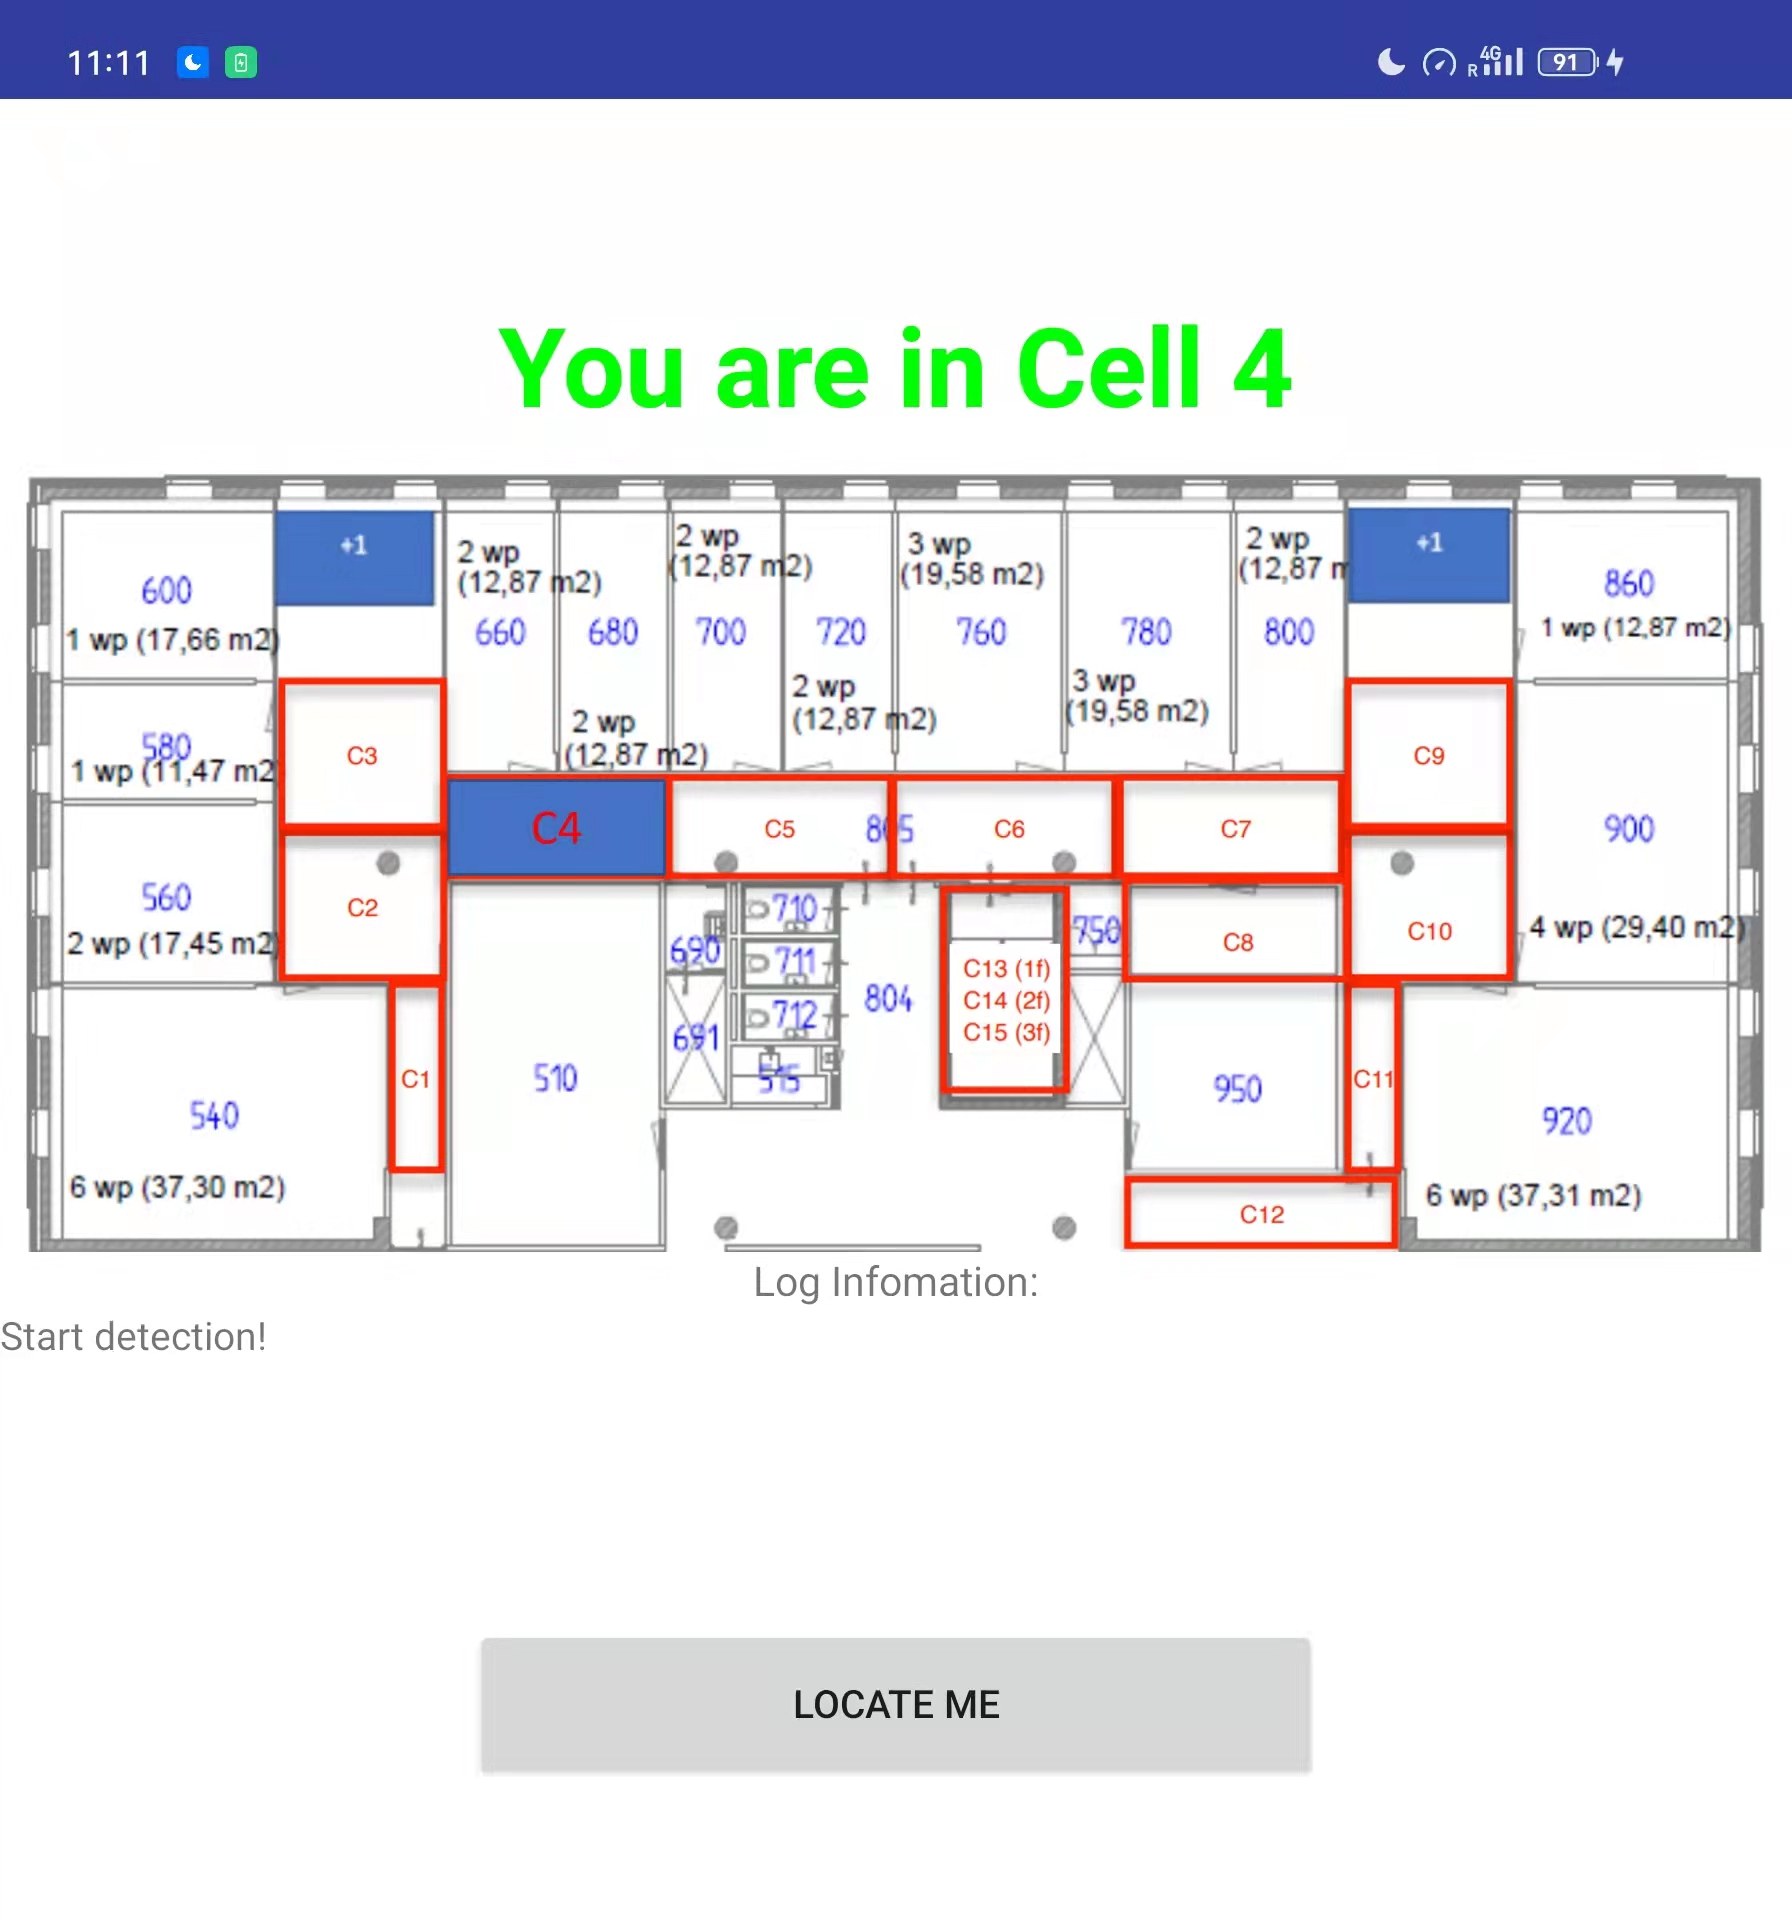 11:11
R 4G 91
You are in Cell 4
+1
+1
2 wp
(12,87 m2)
2 wp
(12,87 m2)
3 wp
(19,58 m2)
2 wp
(12,87 m
600
1 wp (17,66 m2)
660
680
700
720
760
780
800
860
1 wp (12,87 m2)
2 wp
(12,87 m2)
2 wp
(12,87 m2)
3 wp
(19,58 m2)
580
1 wp (11,47 m2
C3
C9
C4
C5
805
C6
C7
900
560
2 wp (17,45 m2)
C2
710
690
711
712
691
515
804
750
C13 (1f)
C14 (2f)
C15 (3f)
C8
C10
4 wp (29,40 m2)
C1
510
950
C11
540
6 wp (37,30 m2)
920
6 wp (37,31 m2)
C12
Log Infomation:
Start detection!
LOCATE ME